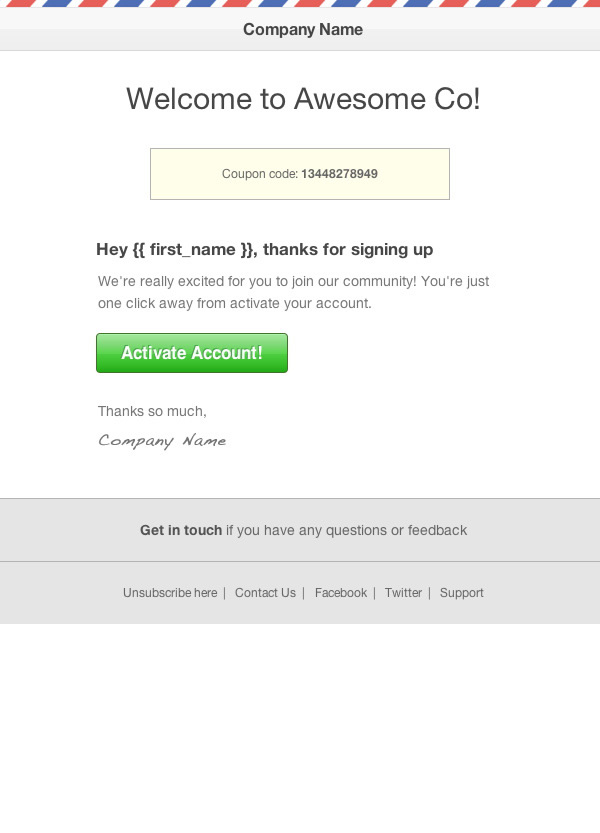 Company Name
Welcome to Awesome Co!
Coupon code: 13448278949
Hey {{ first_name }}, thanks for signing up
We're really excited for you to join our community! You're just
one click away from activate your account.
Activate Account!
Thanks so much,
Company Name
Get in touch if you have any questions or feedback
Unsubscribe here | Contact Us | Facebook | Twitter | Support